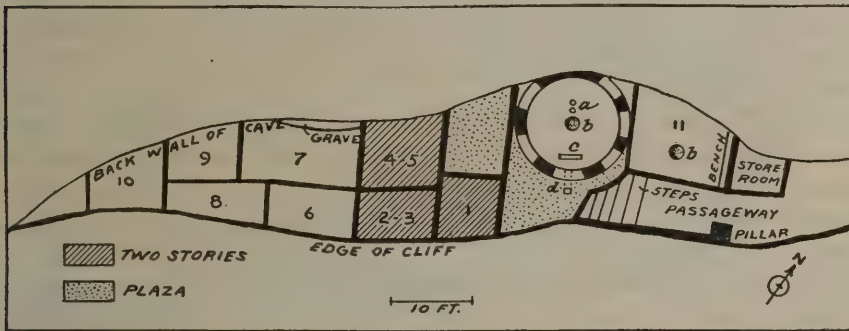 BACK WALL OF CAVE
GRAVE
10
9
7
4-5
8.
6
2-3
1
a
b
c
d
11
b
BENCH
STORE
ROOM
STEPS
PASSAGEWAY
PILLAR
EDGE OF CLIFF
TWO STORIES
PLAZA
10 FT.
N